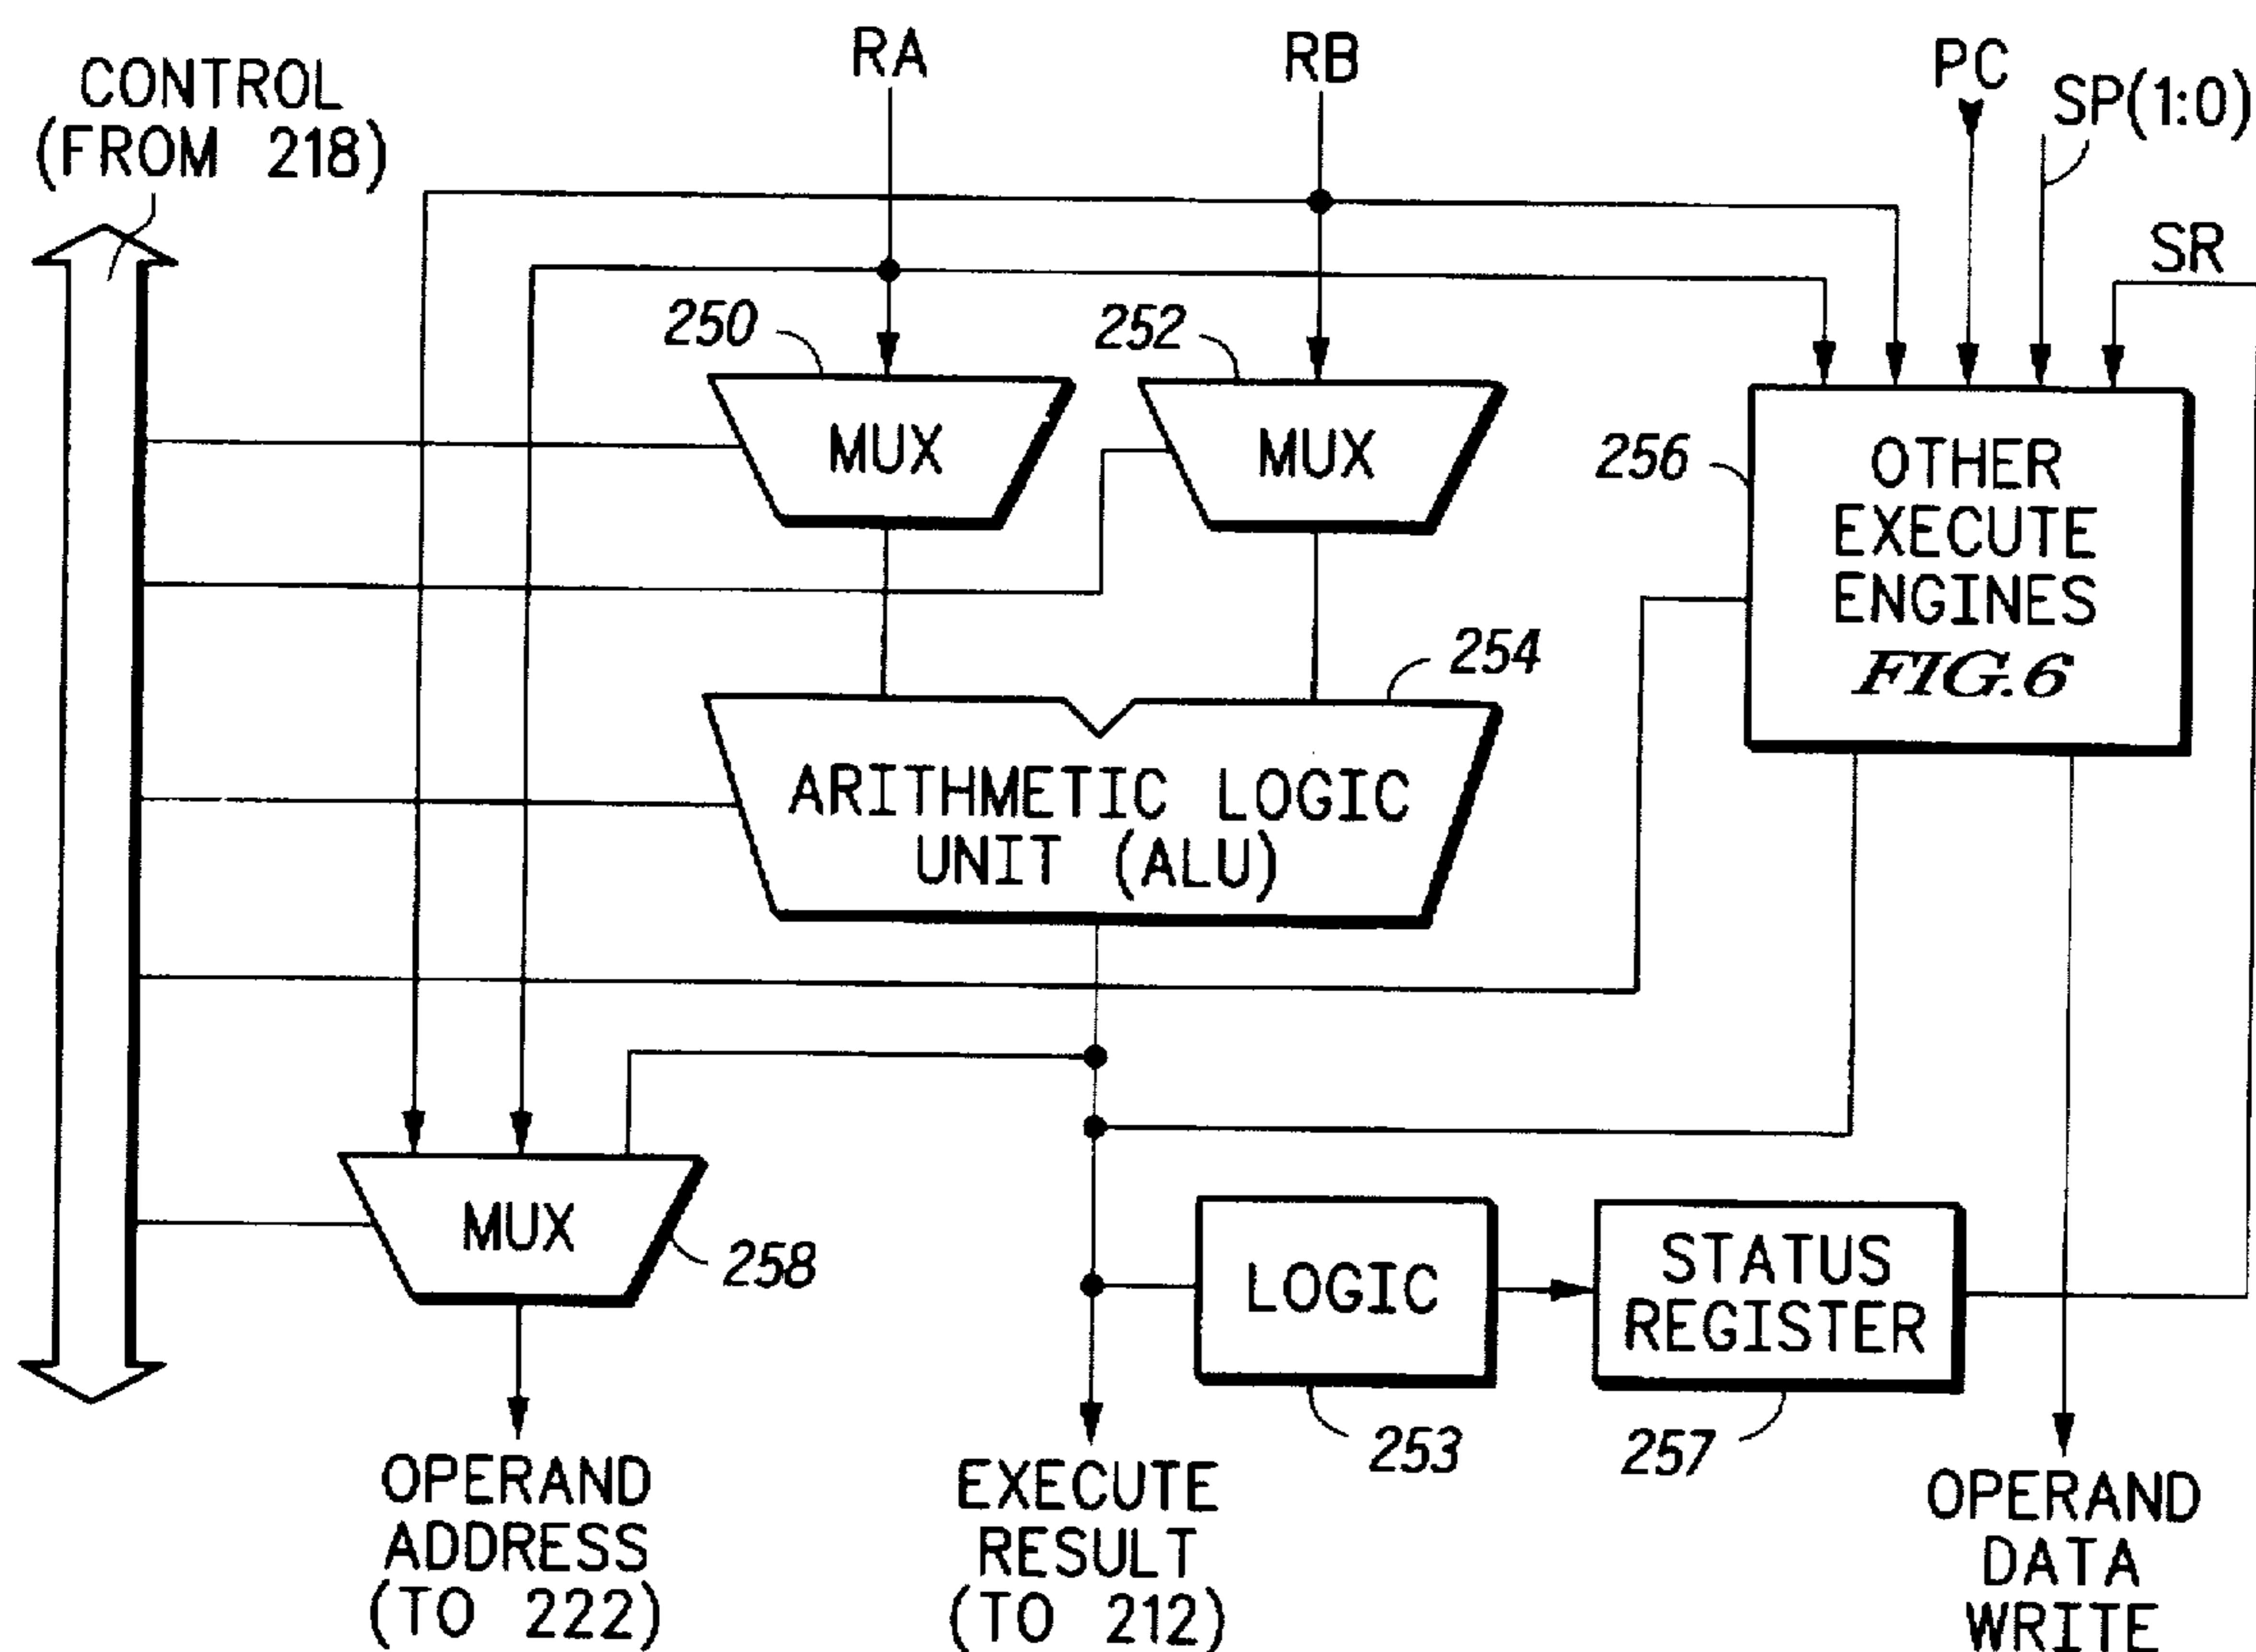 CONTROL
(FROM 218)
RA
RB
PC
SP(1:0)
SR
250
252
MUX
MUX
256
OTHER
EXECUTE
ENGINES
FIG.6
254
ARITHMETIC LOGIC
UNIT (ALU)
MUX
258
LOGIC
253
STATUS
REGISTER
257
OPERAND
ADDRESS
(TO 222)
EXECUTE
RESULT
(TO 212)
OPERAND
DATA
WRITE